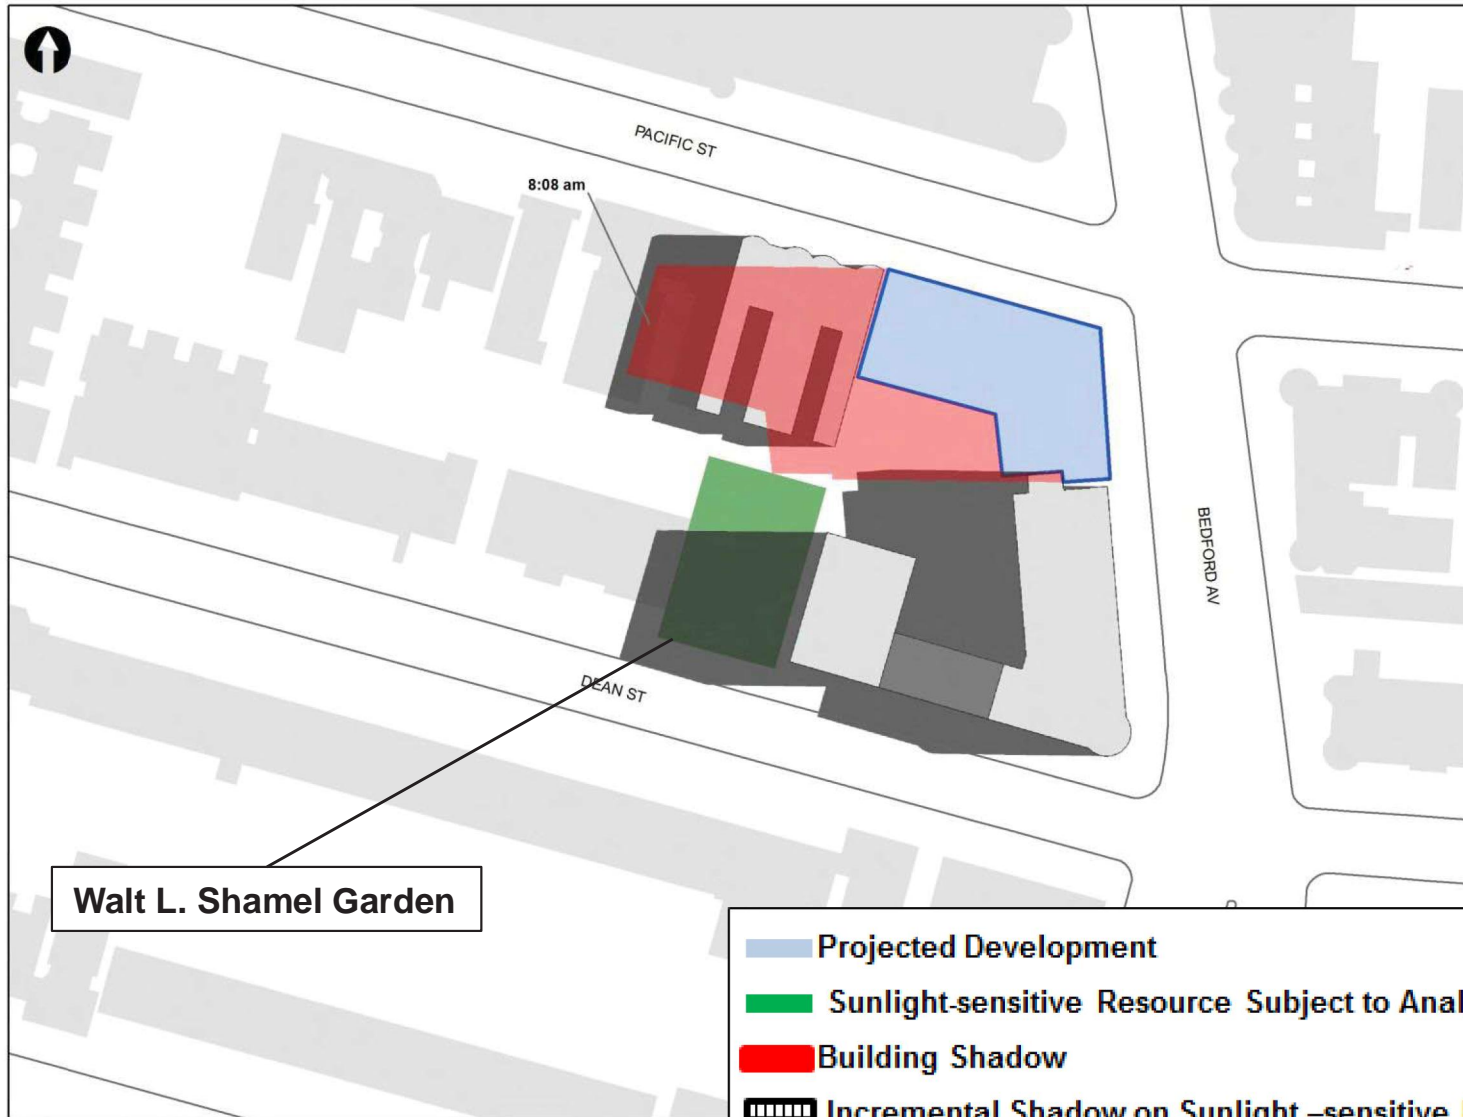 PACIFIC ST
8:08 am
BEDFORD AV
DEAN ST
Walt L. Shamel Garden
Projected Development
Sunlight-sensitive Resource Subject to
Building Shadow
Incremental Shadow on Sunlight –sensitive